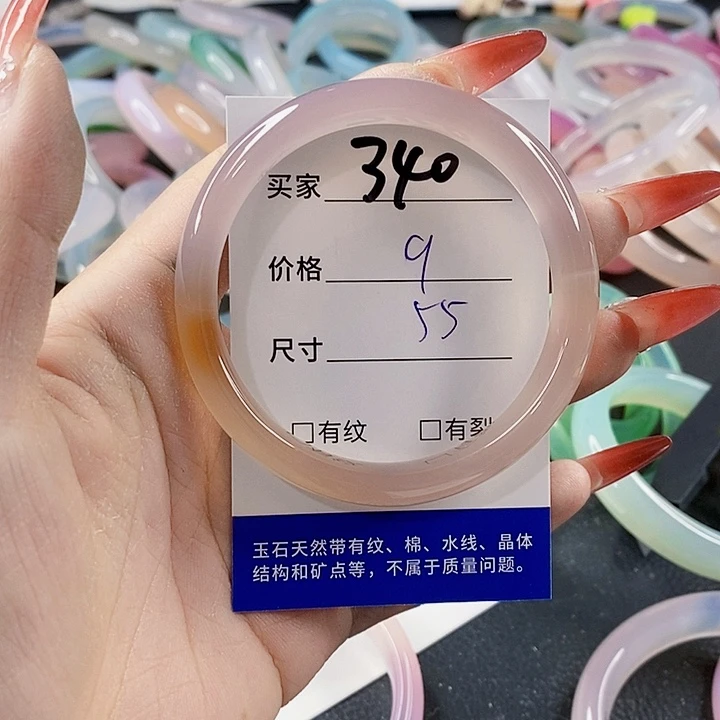 买家 340
价格 9
尺寸 55
□有纹 □有裂
玉石天然带有纹、棉、水线、晶体
结构和矿点等，不属于质量问题。